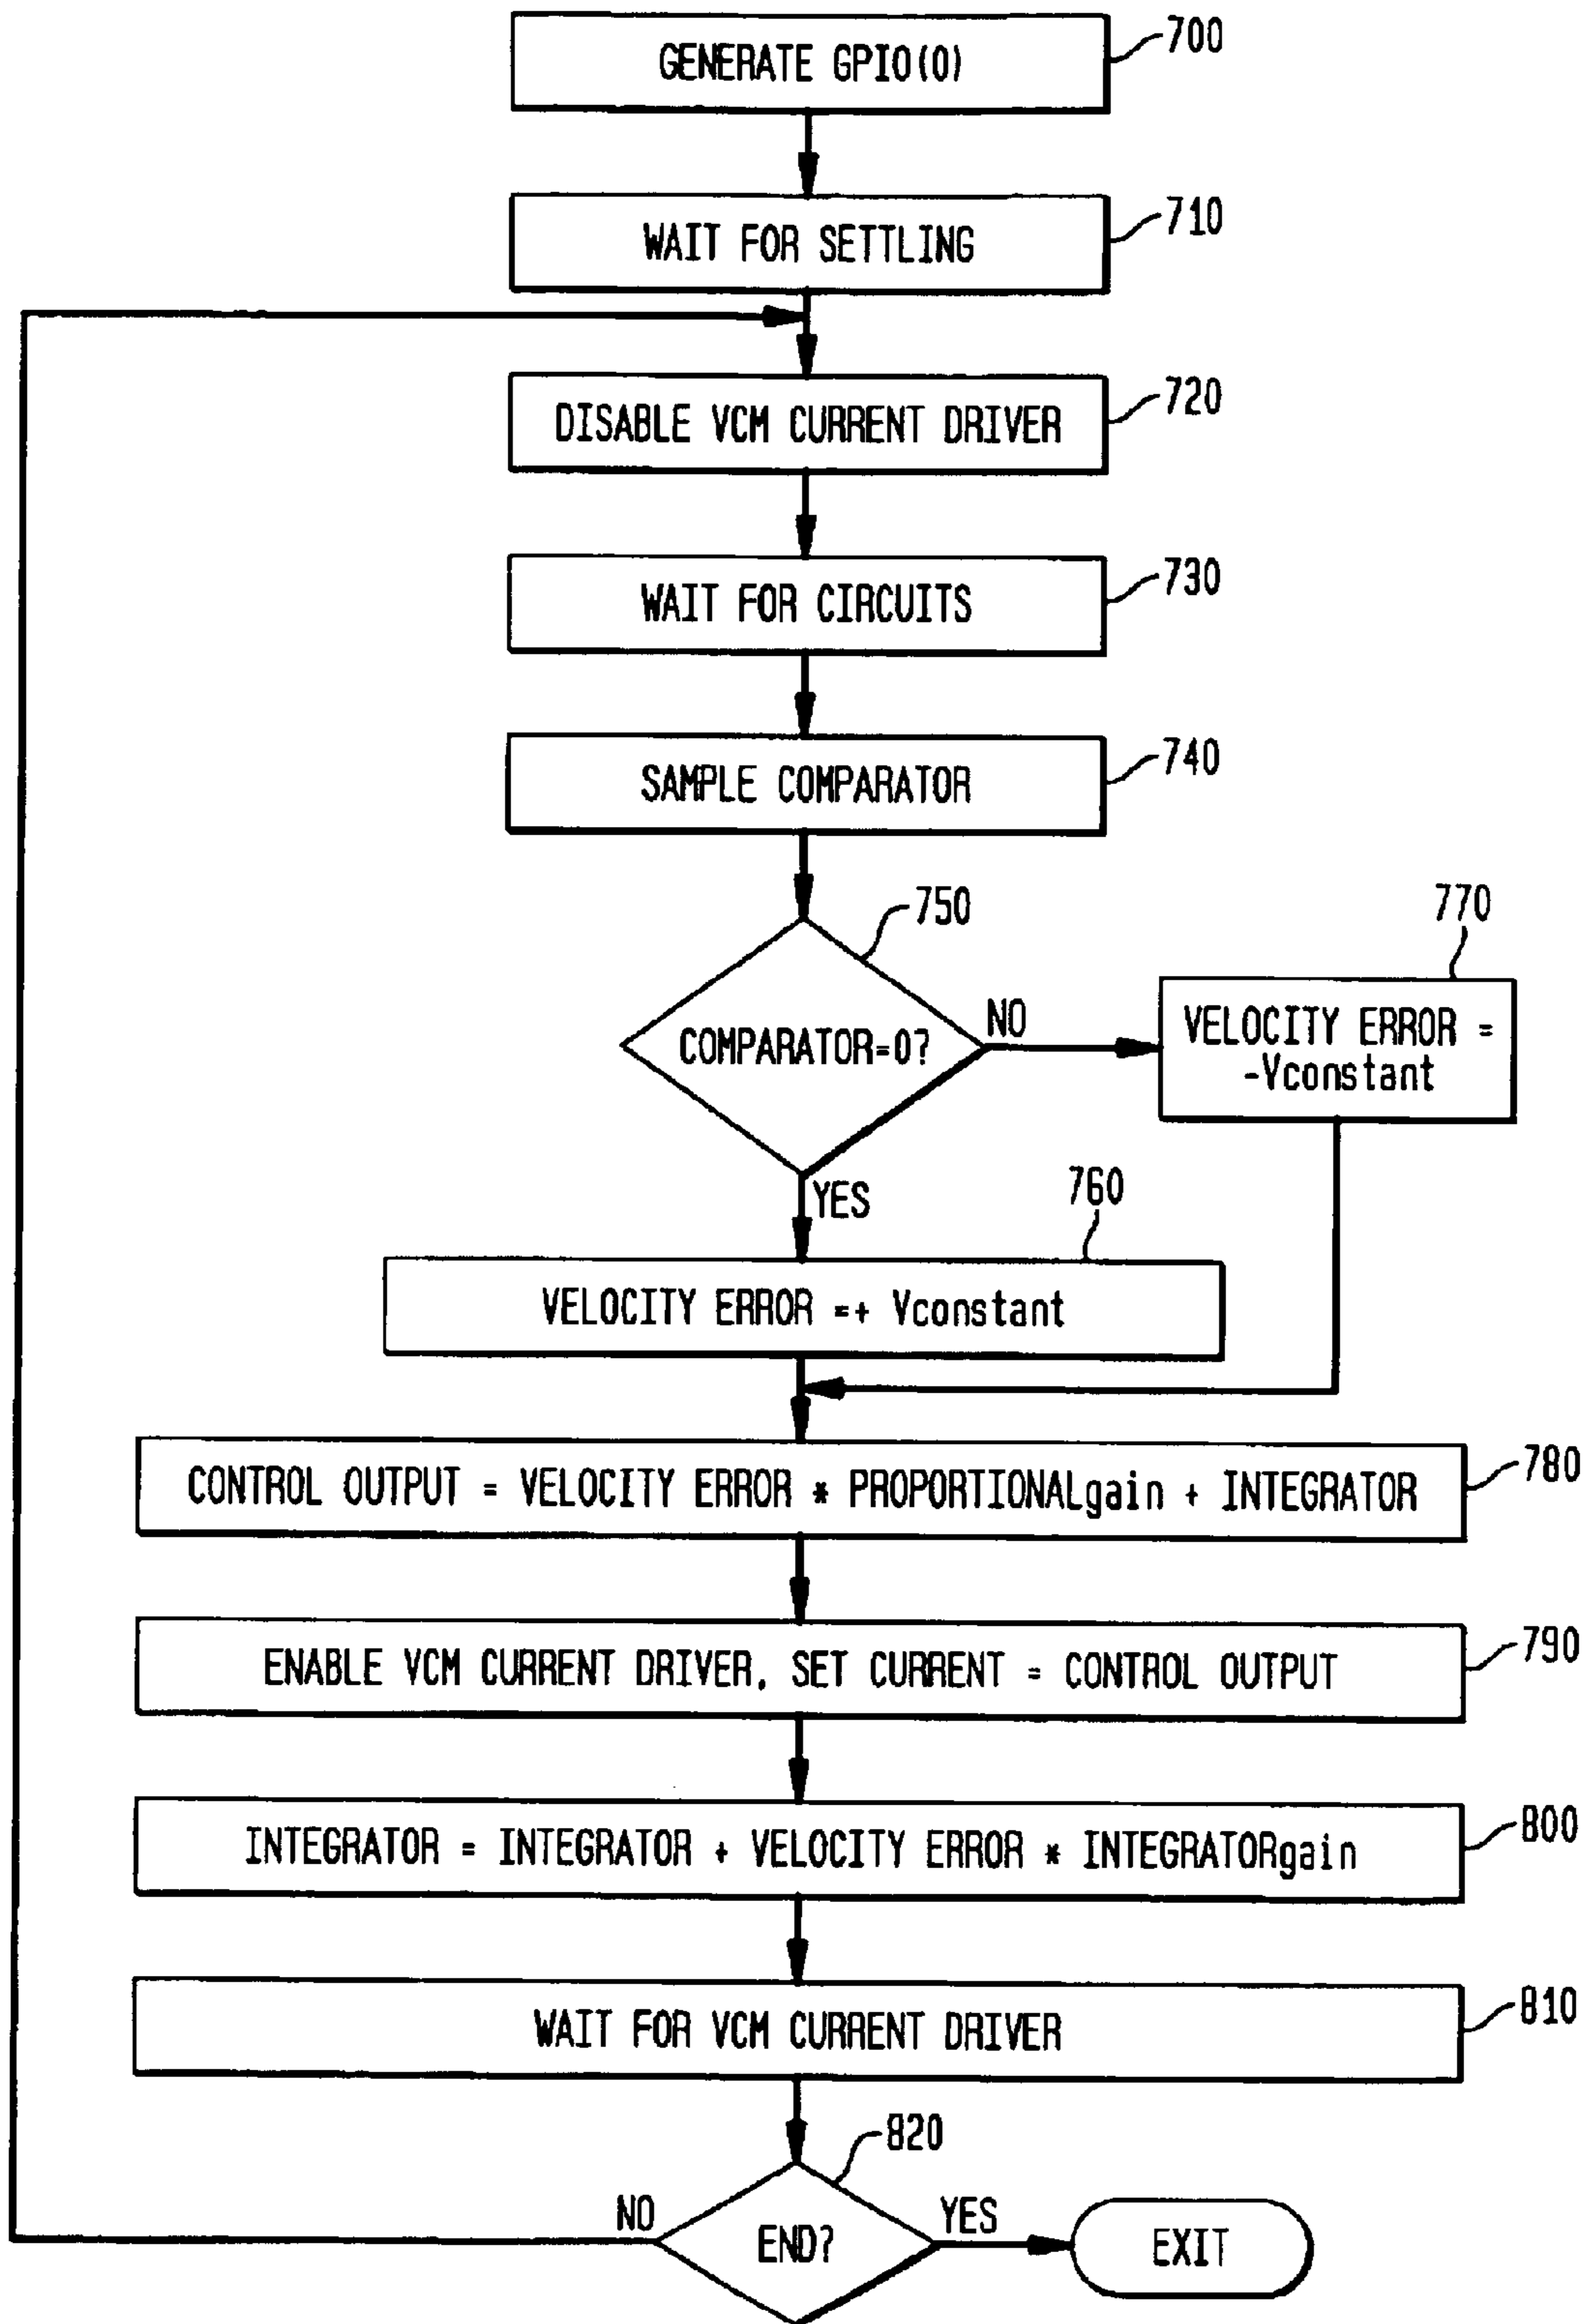 GENERATE GPIO(0)
700
WAIT FOR SETTLING
710
DISABLE VCM CURRENT DRIVER
720
WAIT FOR CIRCUITS
730
SAMPLE COMPARATOR
740
750
COMPARATOR=0?
NO
770
VELOCITY ERROR =
-Vconstant
YES
760
VELOCITY ERROR =+ Vconstant
CONTROL OUTPUT = VELOCITY ERROR * PROPORTIONALgain + INTEGRATOR
780
ENABLE VCM CURRENT DRIVER, SET CURRENT = CONTROL OUTPUT
790
INTEGRATOR = INTEGRATOR + VELOCITY ERROR * INTEGRATORgain
800
WAIT FOR VCM CURRENT DRIVER
810
820
NO
END?
YES
EXIT